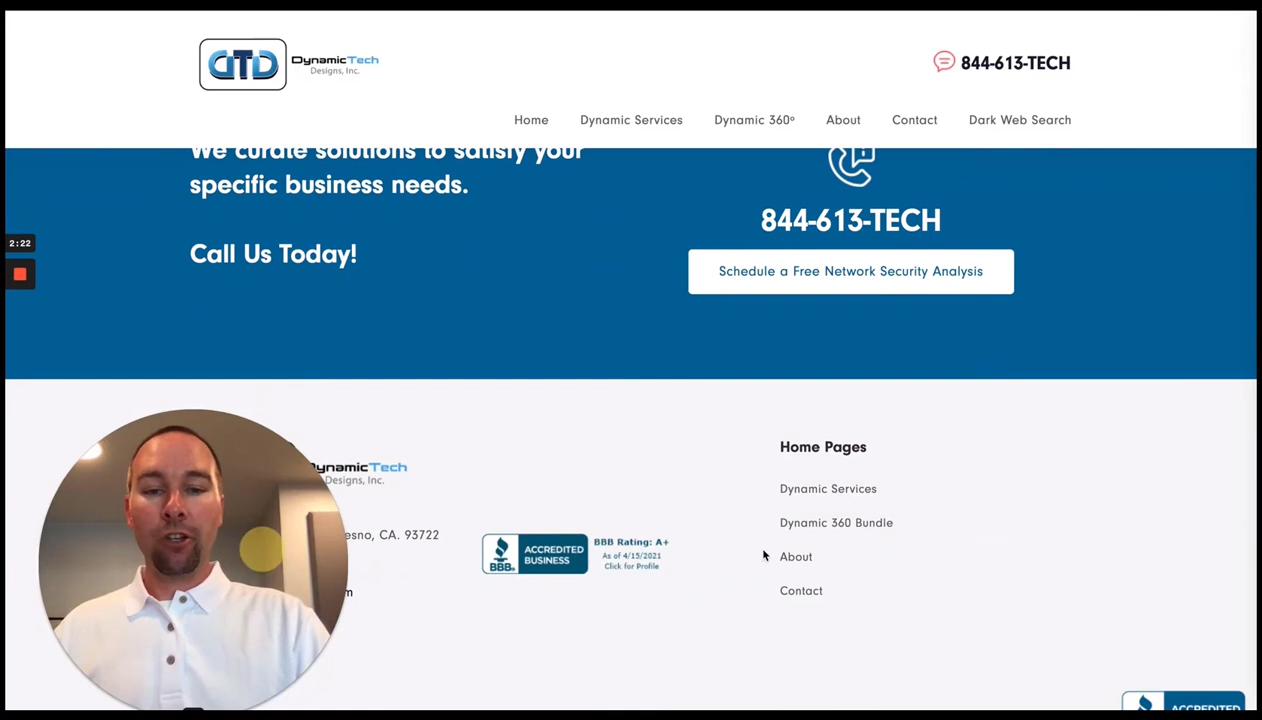 DTD
DynamicTech
Designs, Inc.
844-613-TECH
Home
Dynamic Services
Dynamic 360º
About
Contact
Dark Web Search
We curate solutions to satisfy your
specific business needs.
Call Us Today!
844-613-TECH
Schedule a Free Network Security Analysis
2:22
ynamicTech
Designs, Inc.
esno, CA. 93722
m
BBB.
ACCREDITED
BUSINESS
BBB Rating: A+
As of 4/15/2021
Click for Profile
Home Pages
Dynamic Services
Dynamic 360 Bundle
About
Contact
ACCREDITED